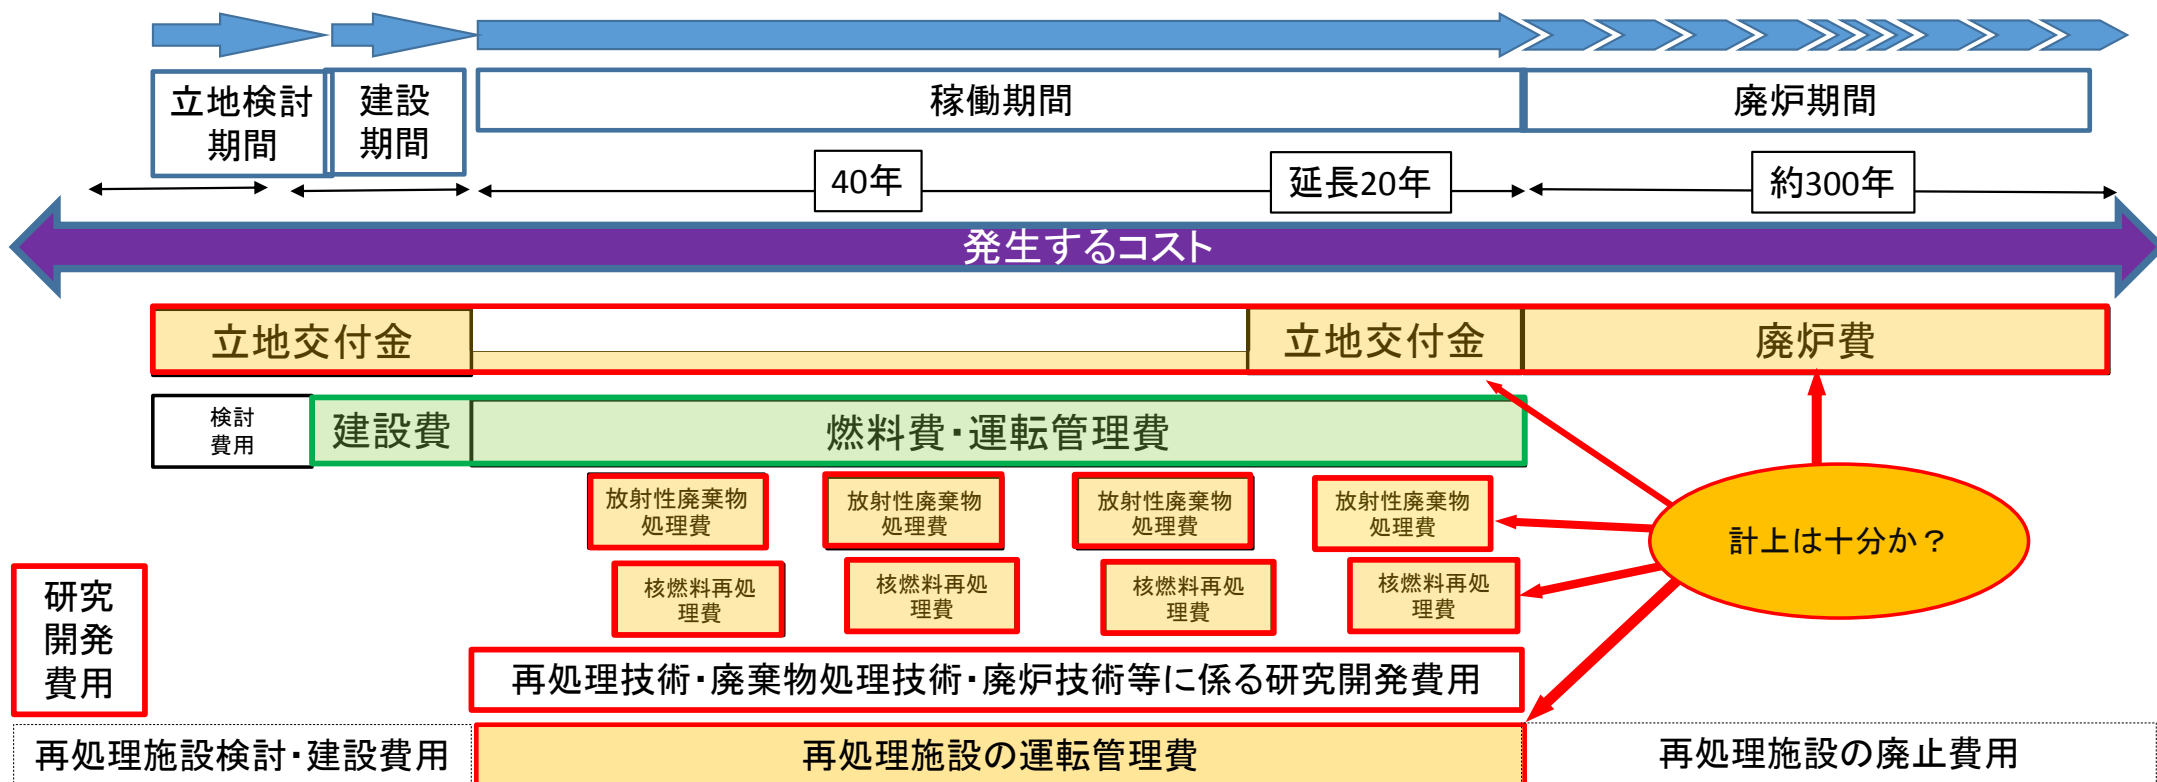 立地検討
期間
建設
期間
稼働期間
廃炉期間
40年
延長20年
約300年
発生するコスト
立地交付金
立地交付金
廃炉費
検討
費用
建設費
燃料費・運転管理費
放射性廃棄物
処理費
放射性廃棄物
処理費
放射性廃棄物
処理費
放射性廃棄物
処理費
計上は十分か？
核燃料再処
理費
核燃料再処
理費
核燃料再処
理費
核燃料再処
理費
研究
開発
費用
再処理技術・廃棄物処理技術・廃炉技術等に係る研究開発費用
再処理施設検討・建設費用
再処理施設の運転管理費
再処理施設の廃止費用